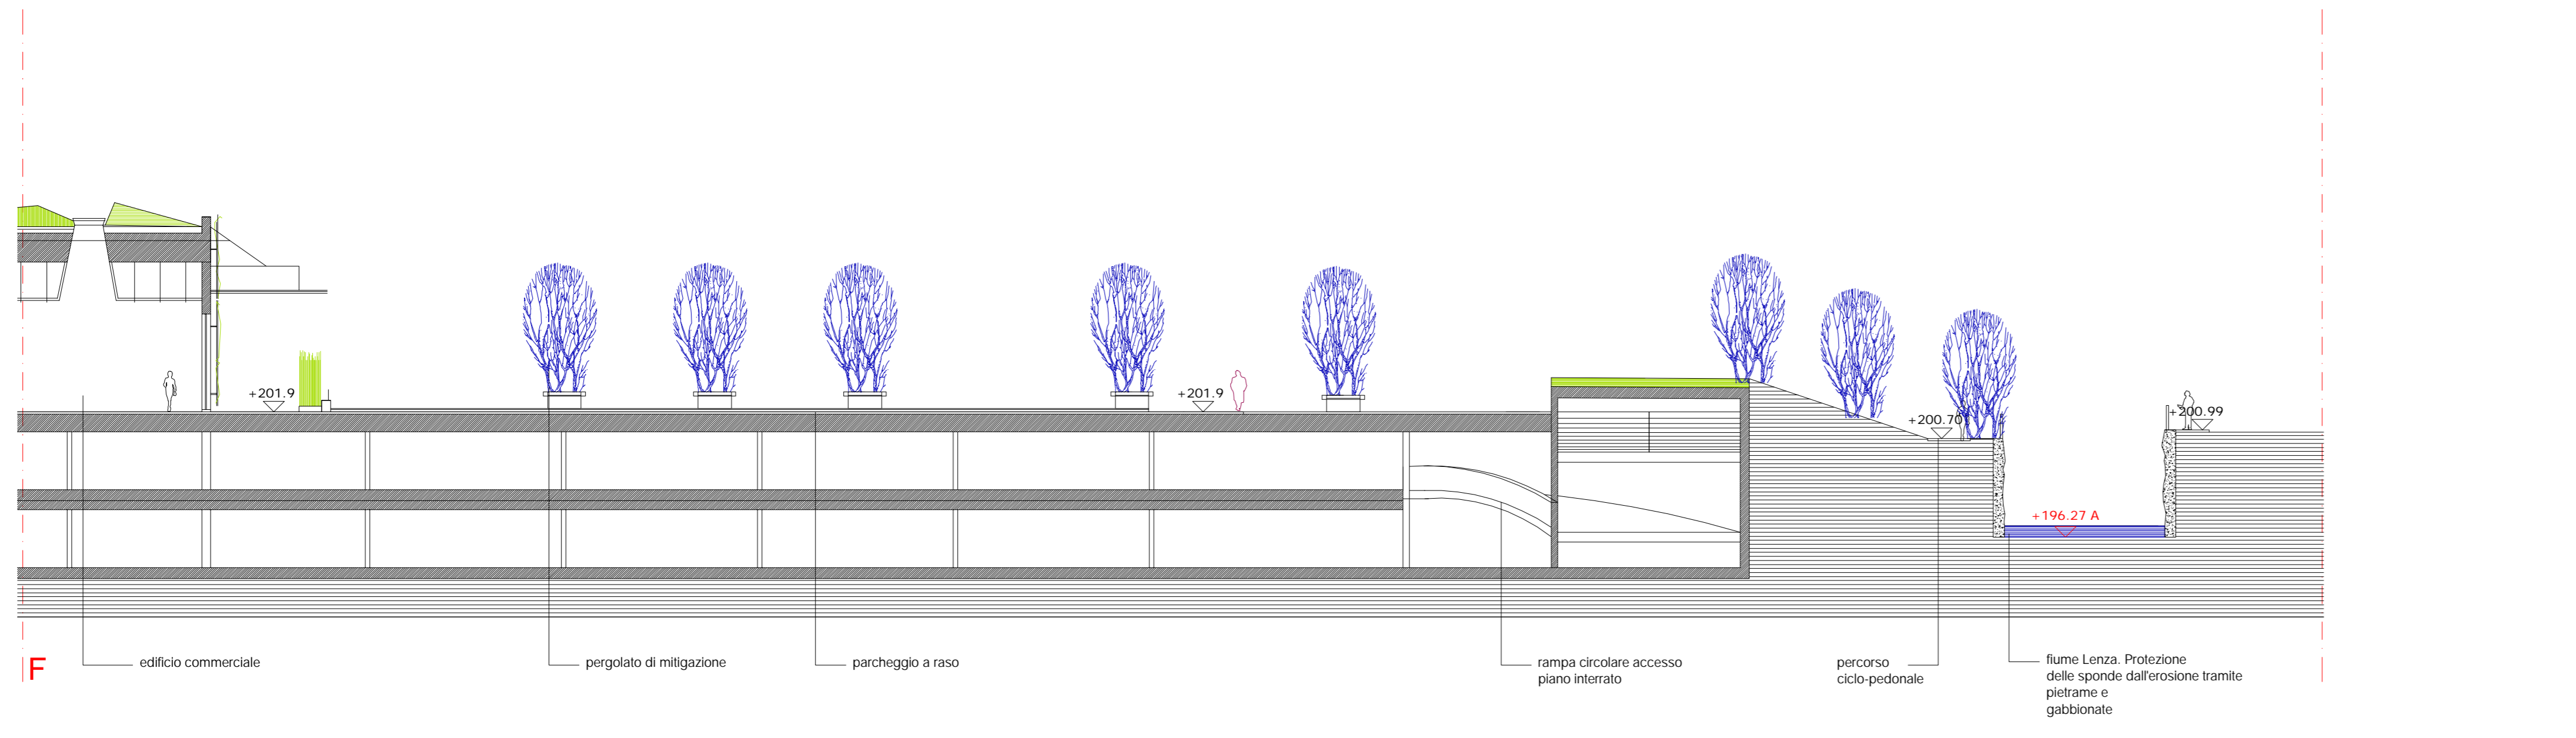 +201.9
+201.9
+200.70
+200.99
+196.27 A
F
edificio commerciale
pergolato di mitigazione
parcheggio a raso
rampa circolare accesso
piano interrato
percorso
ciclo-pedonale
fiume Lenza. Protezione
delle sponde dall'erosione tramite
pietrame e
gabbionate